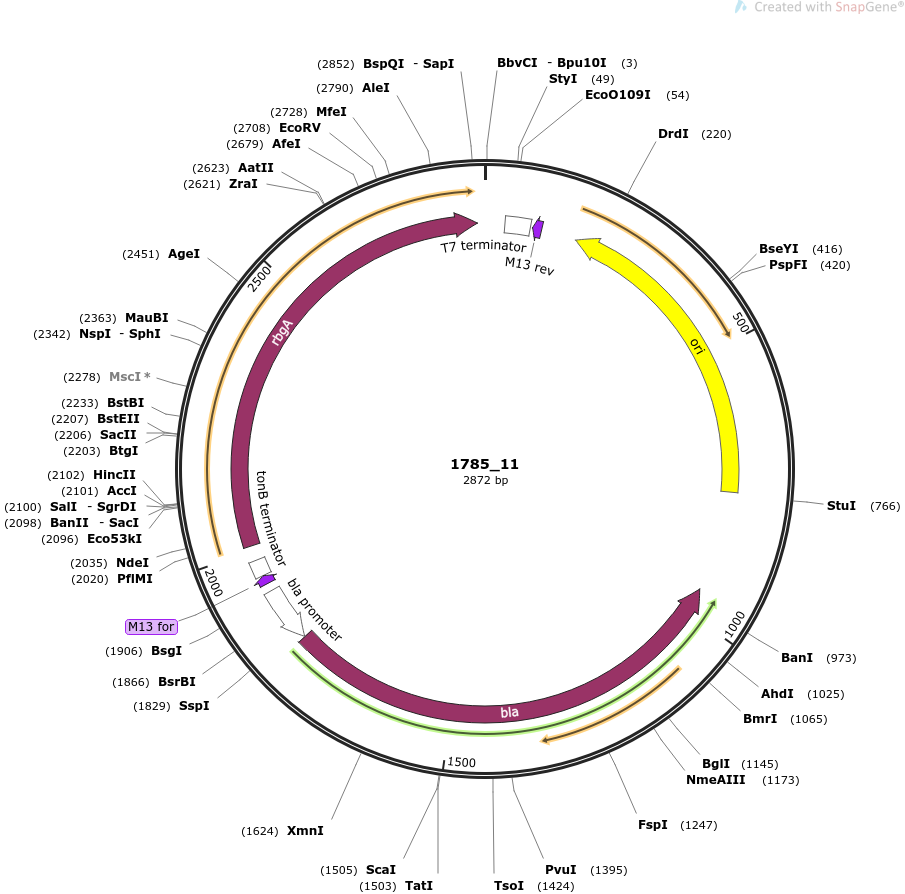 Created with SnapGene®
(2852) BspQI - SapI
BbvCI - Bpu10I (3)
(2790) AleI
StyI (49)
EcoO109I (54)
(2728) MfeI
(2708) EcoRV
(2679) AfeI
DrdI (220)
(2623) AatII
(2621) ZraI
T7 terminator
M13 rev
(2451) AgeI
BseYI (416)
PspFI (420)
2500
500
(2363) MauBI
(2342) NspI - SphI
rbgA
ori
(2278) MscI *
(2233) BstBI
(2207) BstEII
(2206) SacII
(2203) BtgI
1785_11
2872 bp
(2102) HincII
(2101) AccI
(2100) SalI - SgrDI
(2098) BanII - SacI
(2096) Eco53kI
StuI (766)
tonB terminator
(2035) NdeI
(2020) PflMI
2000
bla promoter
M13 for
1000
(1906) BsgI
BanI (973)
(1866) BsrBI
AhdI (1025)
(1829) SspI
BmrI (1065)
bla
1500
BglI (1145)
NmeAIII (1173)
(1624) XmnI
FspI (1247)
(1505) ScaI
PvuI (1395)
(1503) TatI
TsoI (1424)